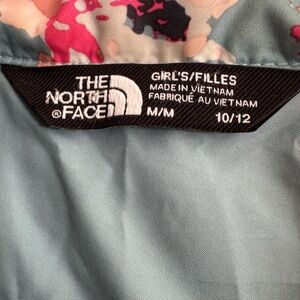 THE
NORTH
®FACE
GIRL'S/FILLES
MADE IN VIETNAM
FABRIQUÉ AU VIETNAM
M/M 10/12